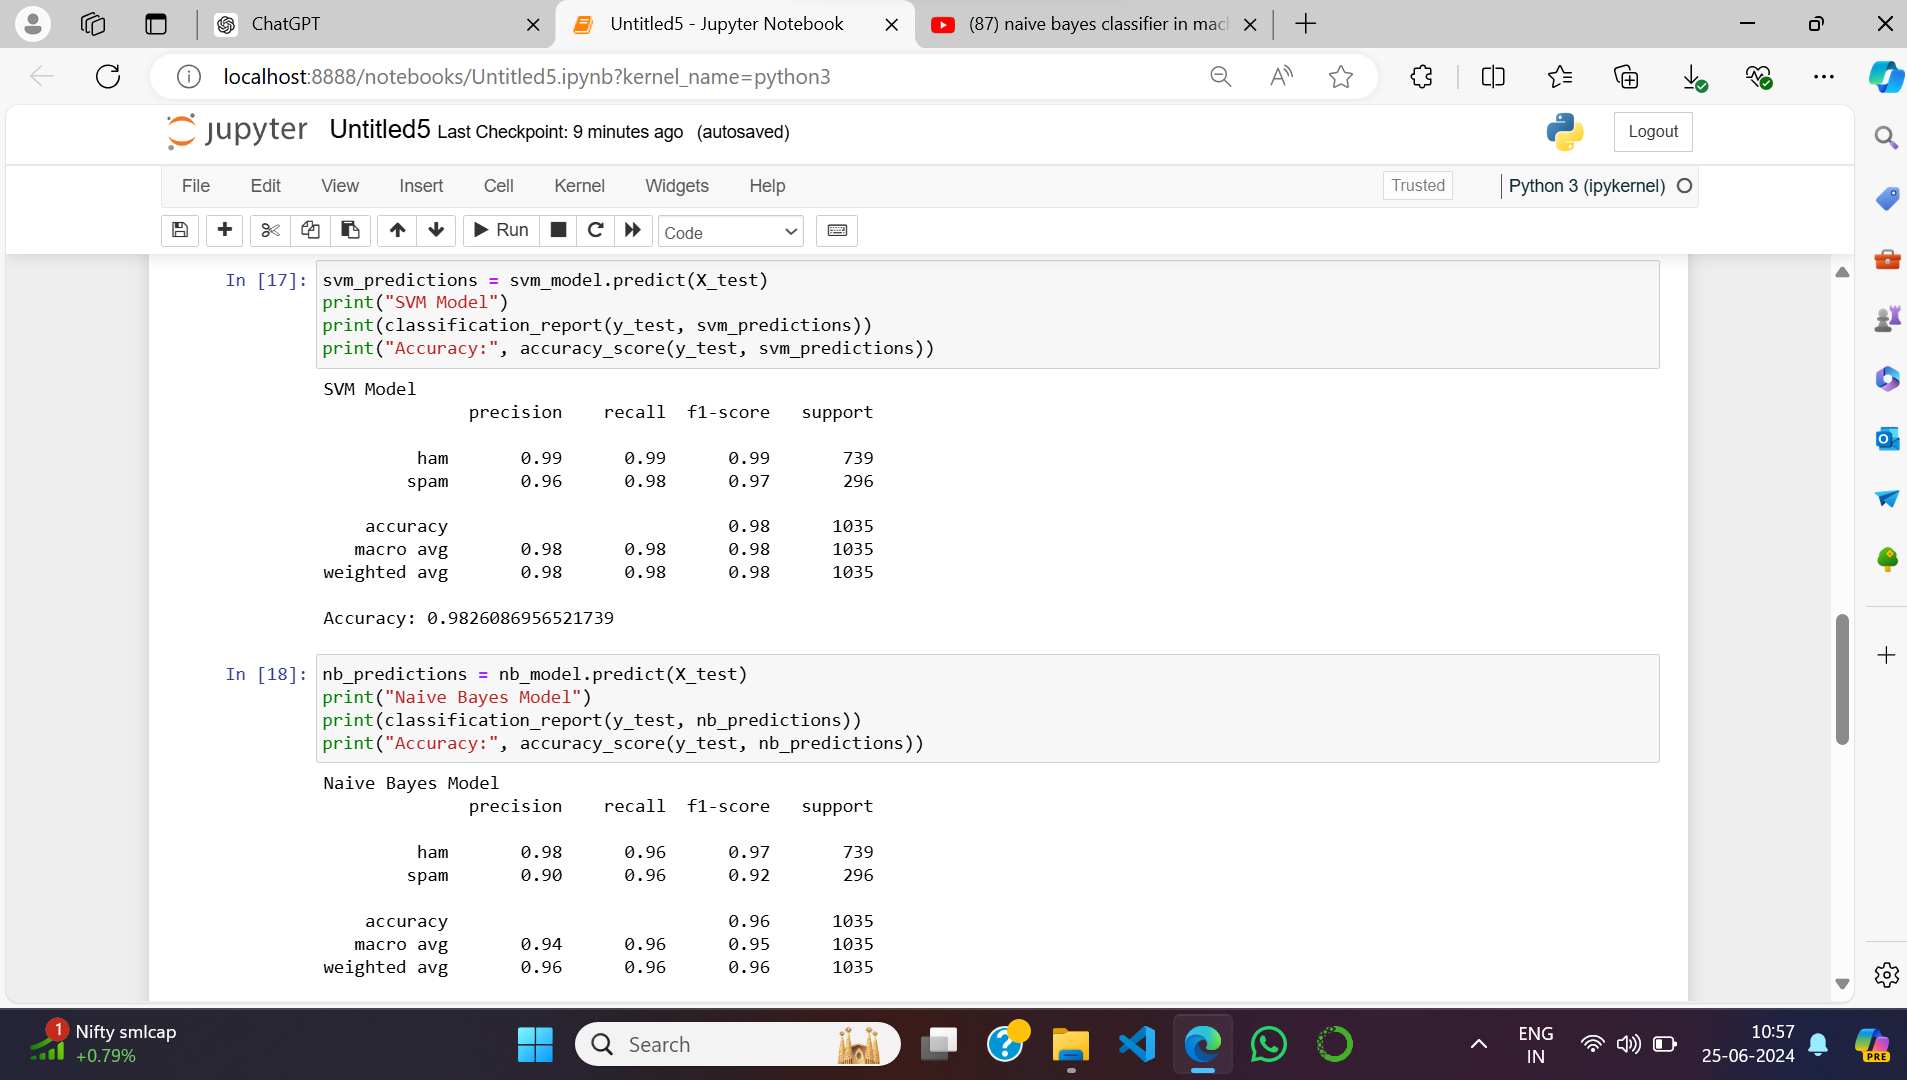 ChatGPT
Untitled5 - Jupyter Notebook
(87) naive bayes classifier in mach
localhost:8888/notebooks/Untitled5.ipynb?kernel_name=python3
jupyter Untitled5 Last Checkpoint: 9 minutes ago (autosaved)
Logout
File Edit View Insert Cell Kernel Widgets Help
Trusted
Python 3 (ipykernel)
Run
Code
In [17]: svm_predictions = svm_model.predict(X_test)
print("SVM Model")
print(classification_report(y_test, svm_predictions))
print("Accuracy:", accuracy_score(y_test, svm_predictions))
SVM Model
precision recall f1-score support
ham 0.99 0.99 0.99 739
spam 0.96 0.98 0.97 296
accuracy 0.98 1035
macro avg 0.98 0.98 0.98 1035
weighted avg 0.98 0.98 0.98 1035
Accuracy: 0.9826086956521739
In [18]: nb_predictions = nb_model.predict(X_test)
print("Naive Bayes Model")
print(classification_report(y_test, nb_predictions))
print("Accuracy:", accuracy_score(y_test, nb_predictions))
Naive Bayes Model
precision recall f1-score support
ham 0.98 0.96 0.97 739
spam 0.90 0.96 0.92 296
accuracy 0.96 1035
macro avg 0.94 0.96 0.95 1035
weighted avg 0.96 0.96 0.96 1035
1
Nifty smlcap
+0.79%
Search
ENG
IN
10:57
25-06-2024
PRE